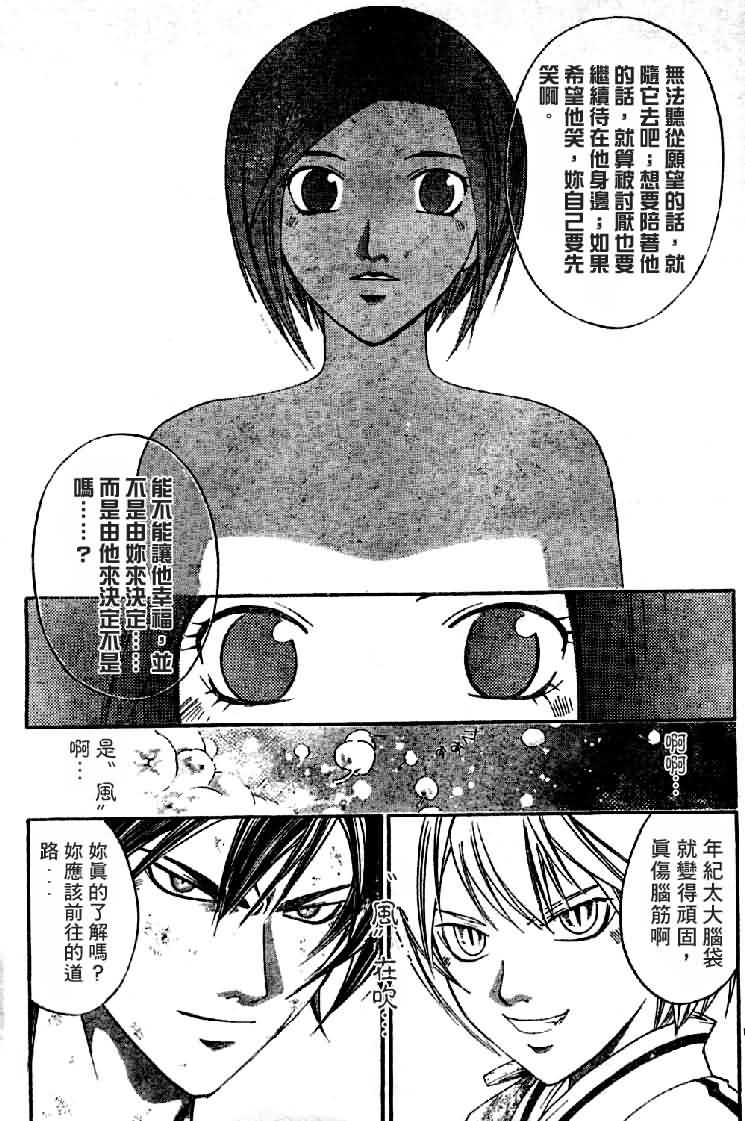 無法聽從願望的話，就
隨它去吧；想要陪著他
的話，就算被討厭也要
繼續待在他身邊；如果
希望他笑，妳自己要先
笑啊。
能不能讓他幸福，並
不是由妳來決定……
而是由他來決定不是
嗎……？
啊啊…
是〝風〞
啊…
年紀太大腦袋
就變得頑固，
真傷腦筋啊
〝風〞在吹…
妳真的了解嗎？
妳應該前往的道
路…